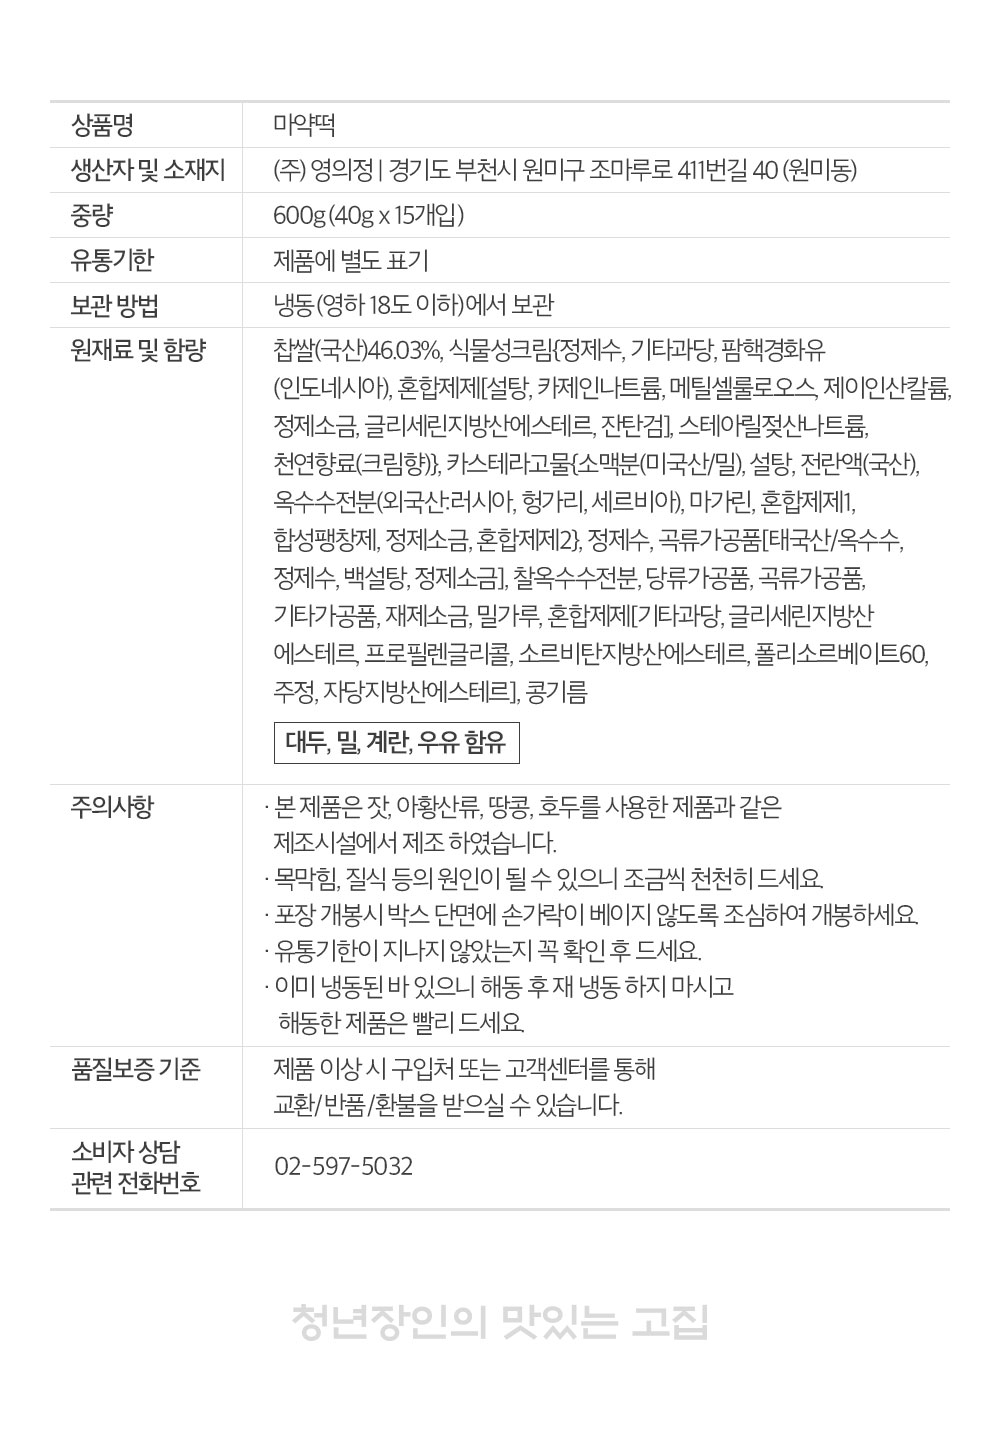 상품명 마약떡
생산자 및 소재지 (주) 영의정 | 경기도 부천시 원미구 조마루로 411번길 40 (원미동)
중량 600g (40g x 15개입)
유통기한 제품에 별도 표기
보관 방법 냉동 (영하 18도 이하)에서 보관
원재료 및 함량 찹쌀(국산)46.03%, 식물성크림{정제수, 기타과당, 팜핵경화유
(인도네시아), 혼합제제[설탕, 카제인나트륨, 메틸셀룰로오스, 제이인산칼륨,
정제소금, 글리세린지방산에스테르, 잔탄검], 스테아릴젖산나트륨,
천연향료(크림향)}, 카스테라고물{소맥분(미국산/밀), 설탕, 전란액(국산),
옥수수전분(외국산:러시아, 헝가리, 세르비아), 마가린, 혼합제제1,
합성팽창제, 정제소금, 혼합제제2}, 정제수, 곡류가공품[태국산/옥수수,
정제수, 백설탕, 정제소금], 찰옥수수전분, 당류가공품, 곡류가공품,
기타가공품, 재제소금, 밀가루, 혼합제제[기타과당, 글리세린지방산
에스테르, 프로필렌글리콜, 소르비탄지방산에스테르, 폴리소르베이트60,
주정, 자당지방산에스테르], 콩기름
대두, 밀, 계란, 우유 함유
주의사항 · 본 제품은 잣, 아황산류, 땅콩, 호두를 사용한 제품과 같은
제조시설에서 제조 하였습니다.
· 목막힘, 질식 등의 원인이 될 수 있으니 조금씩 천천히 드세요.
· 포장 개봉시 박스 단면에 손가락이 베이지 않도록 조심하여 개봉하세요.
· 유통기한이 지나지 않았는지 꼭 확인 후 드세요.
· 이미 냉동된 바 있으니 해동 후 재 냉동 하지 마시고
해동한 제품은 빨리 드세요.
품질보증 기준 제품 이상 시 구입처 또는 고객센터를 통해
교환/반품/환불을 받으실 수 있습니다.
소비자 상담
관련 전화번호 02-597-5032
청년장인의 맛있는 고집